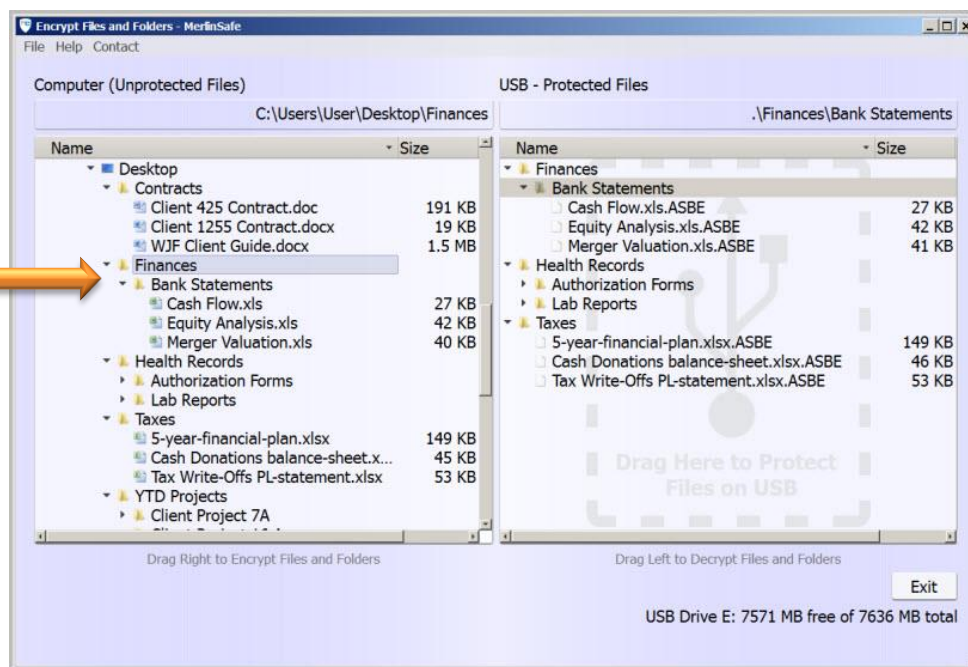 Encrypt Files and Folders - MerlinSafe
File Help Contact
Computer (Unprotected Files)
C:\Users\User\Desktop\Finances
Name Size
Desktop
Contracts
Client 425 Contract.doc 191 KB
Client 1255 Contract.docx 19 KB
WJF Client Guide.docx 1.5 MB
Finances
Bank Statements
Cash Flow.xls 27 KB
Equity Analysis.xls 42 KB
Merger Valuation.xls 40 KB
Health Records
Authorization Forms
Lab Reports
Taxes
5-year-financial-plan.xlsx 149 KB
Cash Donations balance-sheet.x... 45 KB
Tax Write-Offs PL-statement.xlsx 53 KB
YTD Projects
Client Project 7A
Drag Right to Encrypt Files and Folders
USB - Protected Files
.\Finances\Bank Statements
Name Size
Finances
Bank Statements
Cash Flow.xls.ASBE 27 KB
Equity Analysis.xls.ASBE 42 KB
Merger Valuation.xls.ASBE 41 KB
Health Records
Authorization Forms
Lab Reports
Taxes
5-year-financial-plan.xlsx.ASBE 149 KB
Cash Donations balance-sheet.xlsx.ASBE 46 KB
Tax Write-Offs PL-statement.xlsx.ASBE 53 KB
Drag Here to Protect
Files on USB
Drag Left to Decrypt Files and Folders
Exit
USB Drive E: 7571 MB free of 7636 MB total